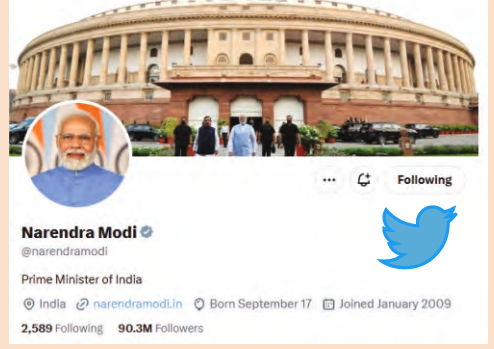 Following
Narendra Modi
@narendramodi
Prime Minister of India
India narendramodi.in Born September 17 Joined January 2009
2,589 Following 90.3M Followers